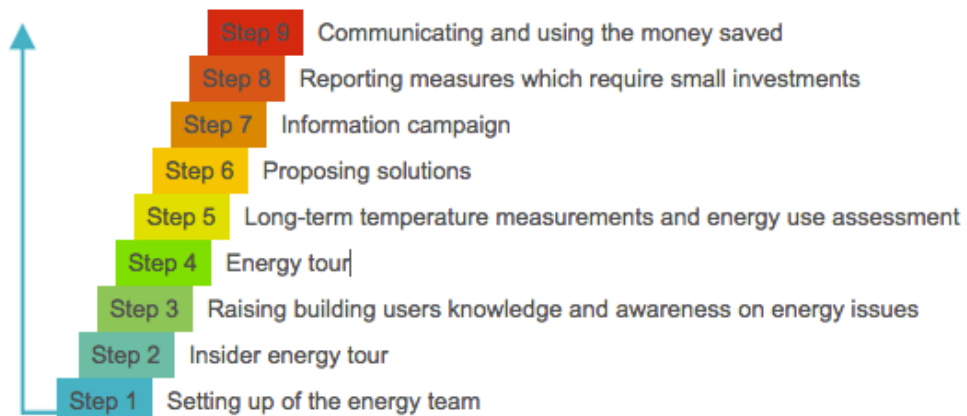 Step 9 Communicating and using the money saved
Step 8 Reporting measures which require small investments
Step 7 Information campaign
Step 6 Proposing solutions
Step 5 Long-term temperature measurements and energy use assessment
Step 4 Energy tour
Step 3 Raising building users knowledge and awareness on energy issues
Step 2 Insider energy tour
Step 1 Setting up of the energy team